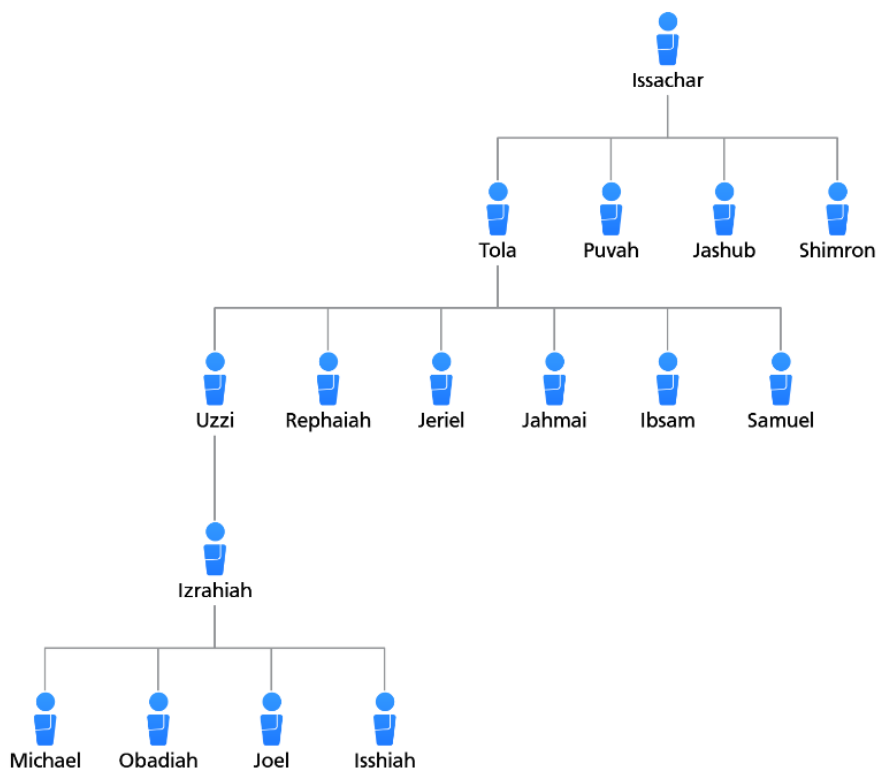 Issachar
Tola Puvah Jashub Shimron
Uzzi Rephaiah Jeriel Jahmai Ibsam Samuel
Izrahiah
Michael Obadiah Joel Isshiah